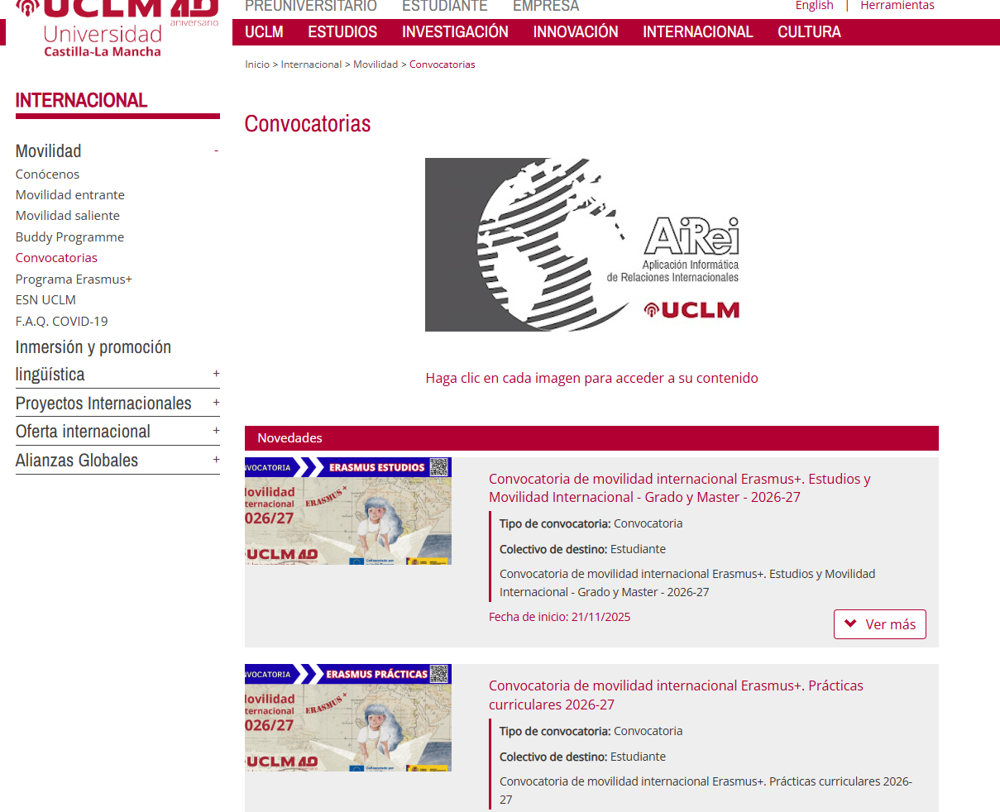 PREUNIVERSITARIO ESTUDIANTE EMPRESA
English | Herramientas
UCLM
aniversario
Universidad
Castilla-La Mancha
UCLM ESTUDIOS INVESTIGACIÓN INNOVACIÓN INTERNACIONAL CULTURA
Inicio > Internacional > Movilidad > Convocatorias
INTERNACIONAL
Movilidad -
Conócenos
Movilidad entrante
Movilidad saliente
Buddy Programme
Convocatorias
Programa Erasmus+
ESN UCLM
F.A.Q. COVID-19
Inmersión y promoción
lingüística +
Proyectos Internacionales +
Oferta internacional +
Alianzas Globales +
Convocatorias
AiRei
Aplicación Informática
de Relaciones Internacionales
UCLM
Haga clic en cada imagen para acceder a su contenido
Novedades
NVOCATORIA ERASMUS ESTUDIOS
ERASMUS+
026/27
UCLM 40
Convocatoria de movilidad internacional Erasmus+. Estudios y
Movilidad Internacional - Grado y Master - 2026-27
Tipo de convocatoria: Convocatoria
Colectivo de destino: Estudiante
Convocatoria de movilidad internacional Erasmus+. Estudios y Movilidad
Internacional - Grado y Master - 2026-27
Fecha de inicio: 21/11/2025
Ver más
NVOCATORIA ERASMUS PRÁCTICAS
ERASMUS+
026/27
UCLM 40
Convocatoria de movilidad internacional Erasmus+. Prácticas
curriculares 2026-27
Tipo de convocatoria: Convocatoria
Colectivo de destino: Estudiante
Convocatoria de movilidad internacional Erasmus+. Prácticas curriculares 2026-
27